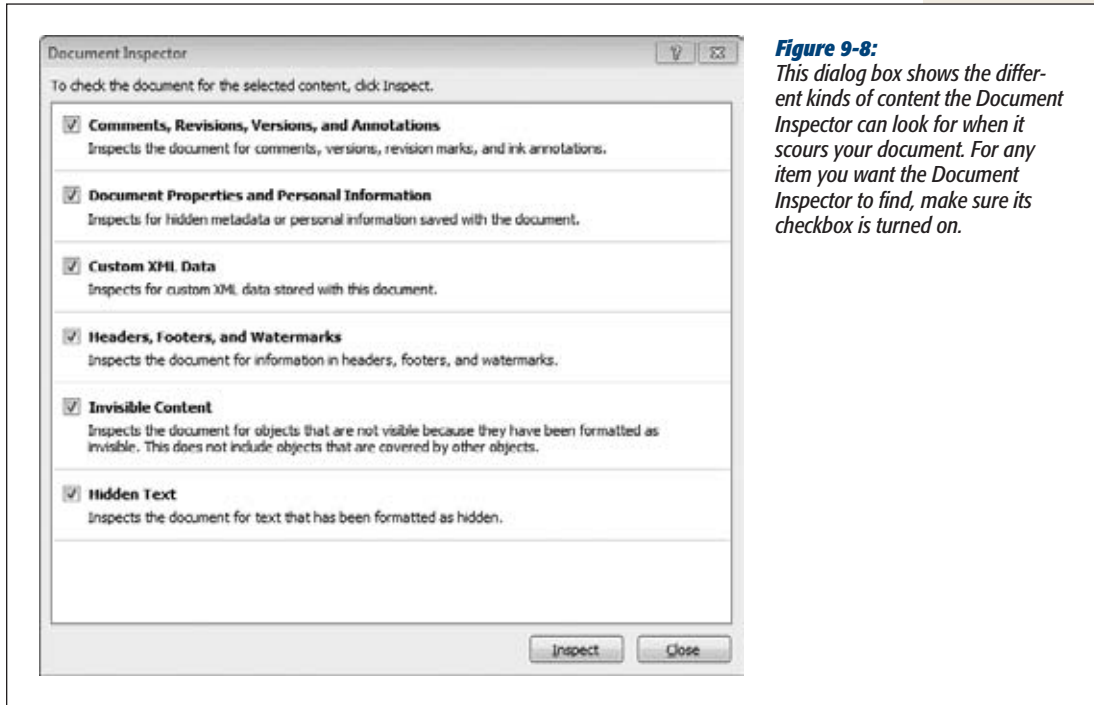 Document Inspector
To check the document for the selected content, click Inspect.
Comments, Revisions, Versions, and Annotations
Inspects the document for comments, versions, revision marks, and ink annotations.
Document Properties and Personal Information
Inspects for hidden metadata or personal information saved with the document.
Custom XML Data
Inspects for custom XML data stored with this document.
Headers, Footers, and Watermarks
Inspects the document for information in headers, footers, and watermarks.
Invisible Content
Inspects the document for objects that are not visible because they have been formatted as
invisible. This does not include objects that are covered by other objects.
Hidden Text
Inspects the document for text that has been formatted as hidden.
Inspect
Close
Figure 9-8:
This dialog box shows the differ-
ent kinds of content the Document
Inspector can look for when it
scours your document. For any
item you want the Document
Inspector to find, make sure its
checkbox is turned on.